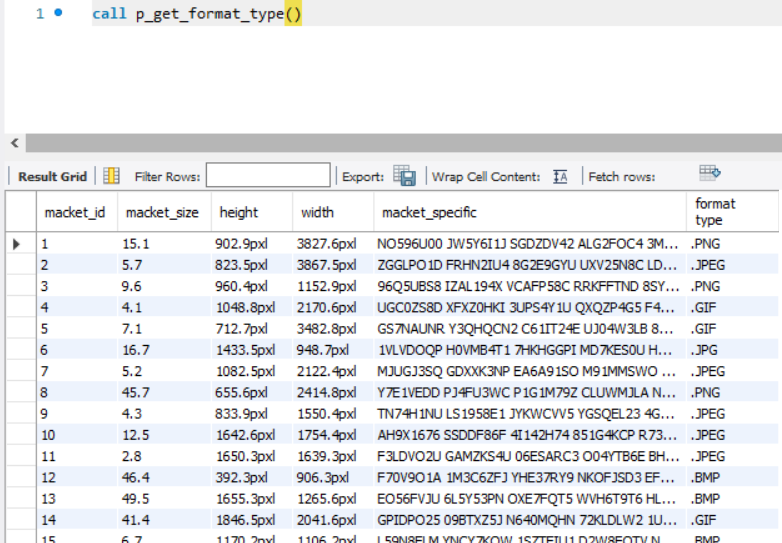 1 call p_get_format_type()
Result Grid Filter Rows: Export: Wrap Cell Content: Fetch rows:
macket_id macket_size height width macket_specific format type
1 15.1 902.9pxl 3827.6pxl NO596U00 JW5Y6I1J SGDZDV42 ALG2FOC4 3M... .PNG
2 5.7 823.5pxl 3867.5pxl ZGGLPO1D FRHN2IU4 8G2E9GYU UXV25N8C LD... .JPEG
3 9.6 960.4pxl 1152.9pxl 96Q5UBS8 IZAL194X VCAFP58C RRKFFTND 8SY... .PNG
4 4.1 1048.8pxl 2170.6pxl UGC0ZS8D XFXZ0HKI 3UPS4Y1U QXQZP4G5 F4... .GIF
5 7.1 712.7pxl 3482.8pxl GS7NAUNR Y3QHQCN2 C61IT24E UJ04W3LB 8... .GIF
6 16.7 1433.5pxl 948.7pxl 1VLVDOQP H0VMB4T1 7HKHGGPI MD7KES0U H... .JPG
7 5.2 1082.5pxl 2122.4pxl MJUGJ3SQ GDXXK3NP EA6A91SO M91MMSWO ... .JPEG
8 45.7 655.6pxl 2414.8pxl Y7E1VEDD PJ4FU3WC P1G1M79Z CLUWMJLA N... .PNG
9 4.3 833.9pxl 1550.4pxl TN74H1NU LS1958E1 JYKWCVV5 YGSQEL23 4G... .JPEG
10 12.5 1642.6pxl 1754.4pxl AH9X1676 SSDDF86F 4I142H74 851G4KCP R73... .JPEG
11 2.8 1650.3pxl 1639.3pxl F3LDVO2U GAMZKS4U 06ESARC3 O04YTB6E BH... .JPEG
12 46.4 392.3pxl 906.3pxl F70V9O1A 1M3C6ZFJ YHE37RY9 NKOFJSD3 EF... .BMP
13 49.5 1655.3pxl 1265.6pxl EO56FVJU 6L5Y53PN OXE7FQT5 WVH6T9T6 HL... .BMP
14 41.4 1846.5pxl 2041.6pxl GPIDPO25 09BTXZ5J N640MQHN 72KLDLW2 1U... .GIF
15 6.7 1170.2pxl 1106.2pxl .BMP